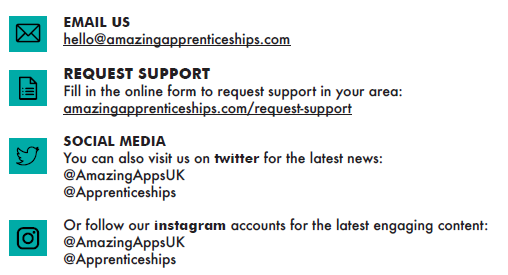 EMAIL US
hello@amazingapprenticeships.com
REQUEST SUPPORT
Fill in the online form to request support in your area:
amazingapprenticeships.com/request-support
SOCIAL MEDIA
You can also visit us on twitter for the latest news:
@AmazingAppsUK
@Apprenticeships
Or follow our instagram accounts for the latest engaging content:
@AmazingAppsUK
@Apprenticeships